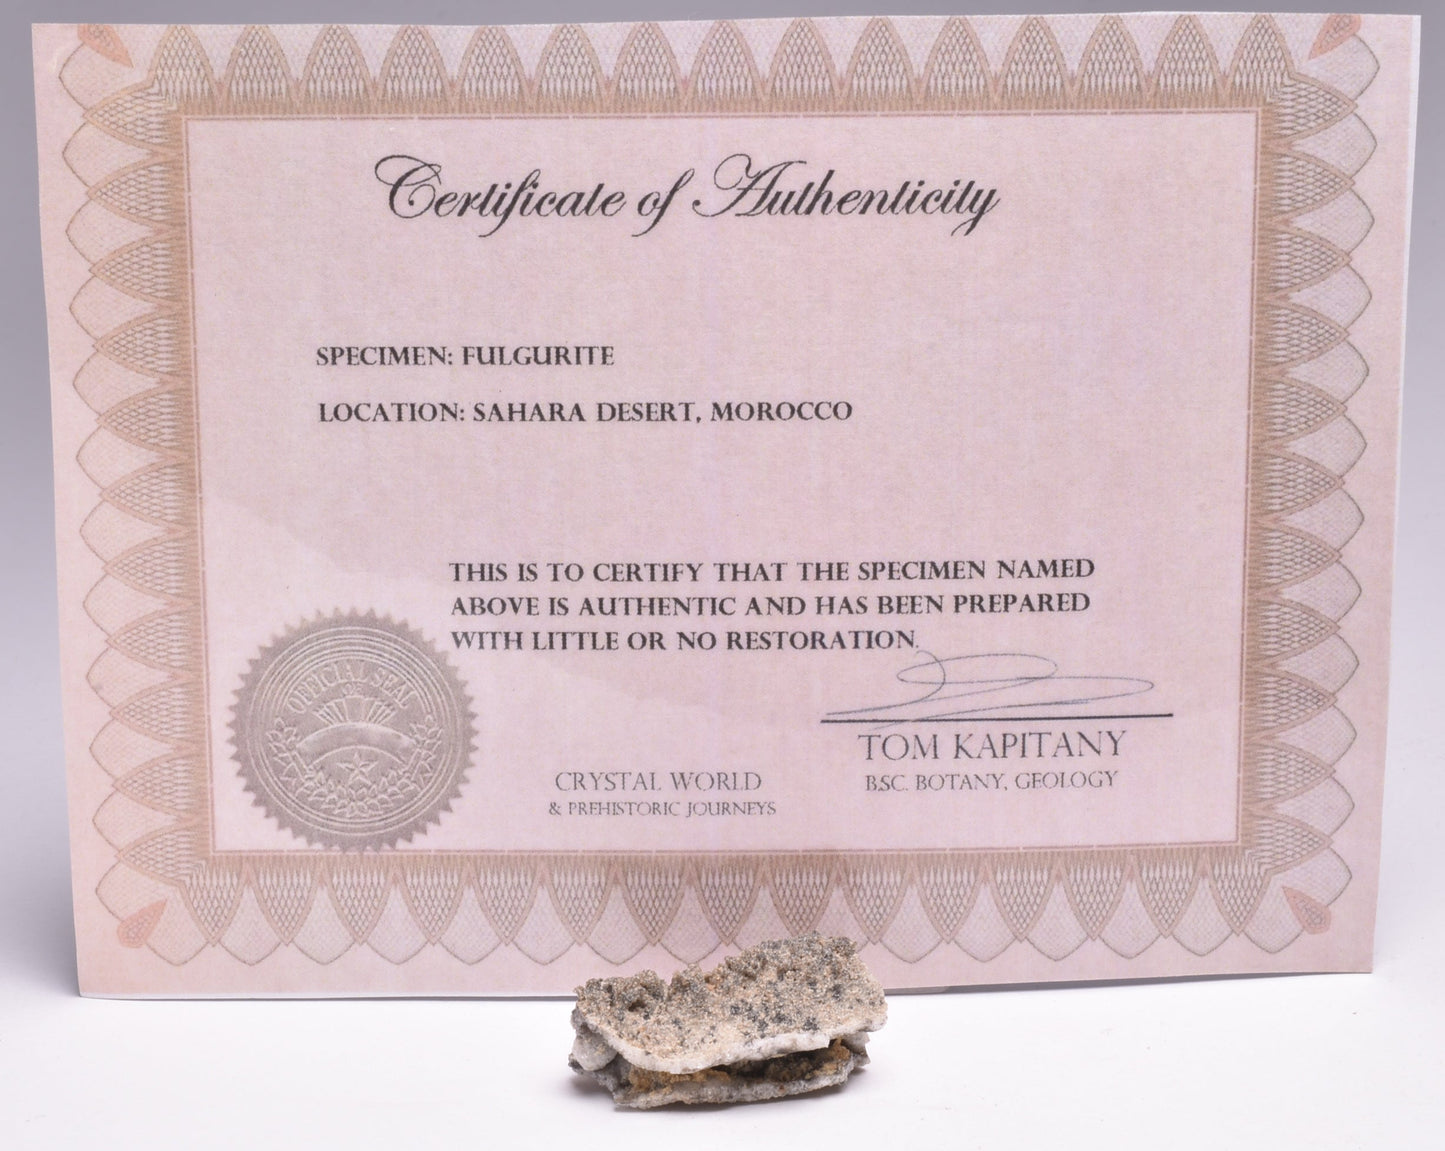 Certificate of Authenticity
SPECIMEN: FULGURITE
LOCATION: SAHARA DESERT, MOROCCO
THIS IS TO CERTIFY THAT THE SPECIMEN NAMED
ABOVE IS AUTHENTIC AND HAS BEEN PREPARED
WITH LITTLE OR NO RESTORATION.
OFFICIAL SEAL
OF
TOM KAPITANY
B.SC. BOTANY, GEOLOGY
CRYSTAL WORLD
& PREHISTORIC JOURNEYS